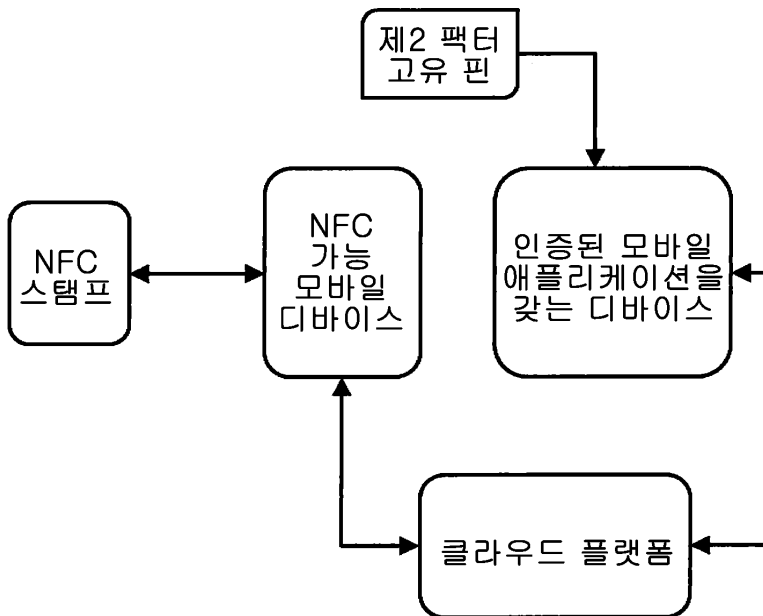 제2 팩터
고유 핀
NFC
스탬프
NFC
가능
모바일
디바이스
인증된 모바일
애플리케이션을
갖는 디바이스
클라우드 플랫폼